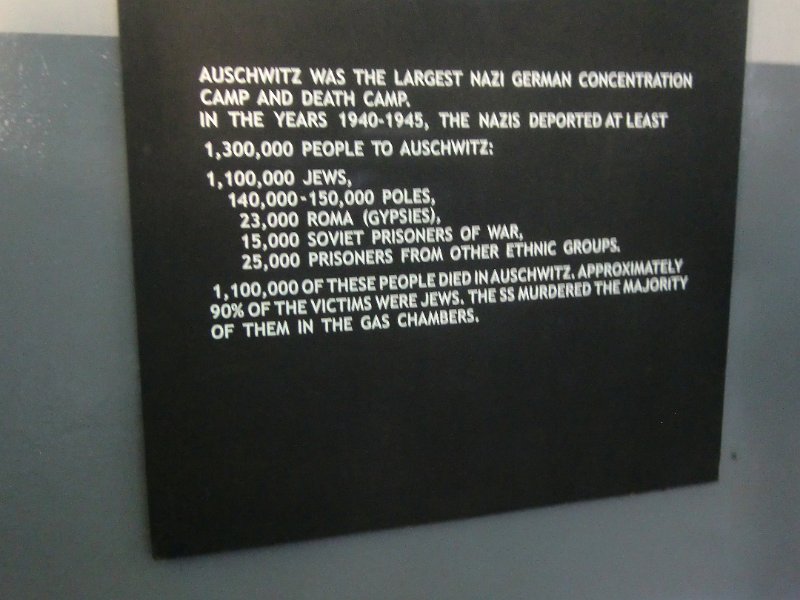 AUSCHWITZ WAS THE LARGEST NAZI GERMAN CONCENTRATION
CAMP AND DEATH CAMP.
IN THE YEARS 1940-1945, THE NAZIS DEPORTED AT LEAST
1,300,000 PEOPLE TO AUSCHWITZ:
1,100,000 JEWS,
140,000-150,000 POLES,
23,000 ROMA (GYPSIES),
15,000 SOVIET PRISONERS OF WAR,
25,000 PRISONERS FROM OTHER ETHNIC GROUPS.
1,100,000 OF THESE PEOPLE DIED IN AUSCHWITZ. APPROXIMATELY
90% OF THE VICTIMS WERE JEWS. THE SS MURDERED THE MAJORITY
OF THEM IN THE GAS CHAMBERS.